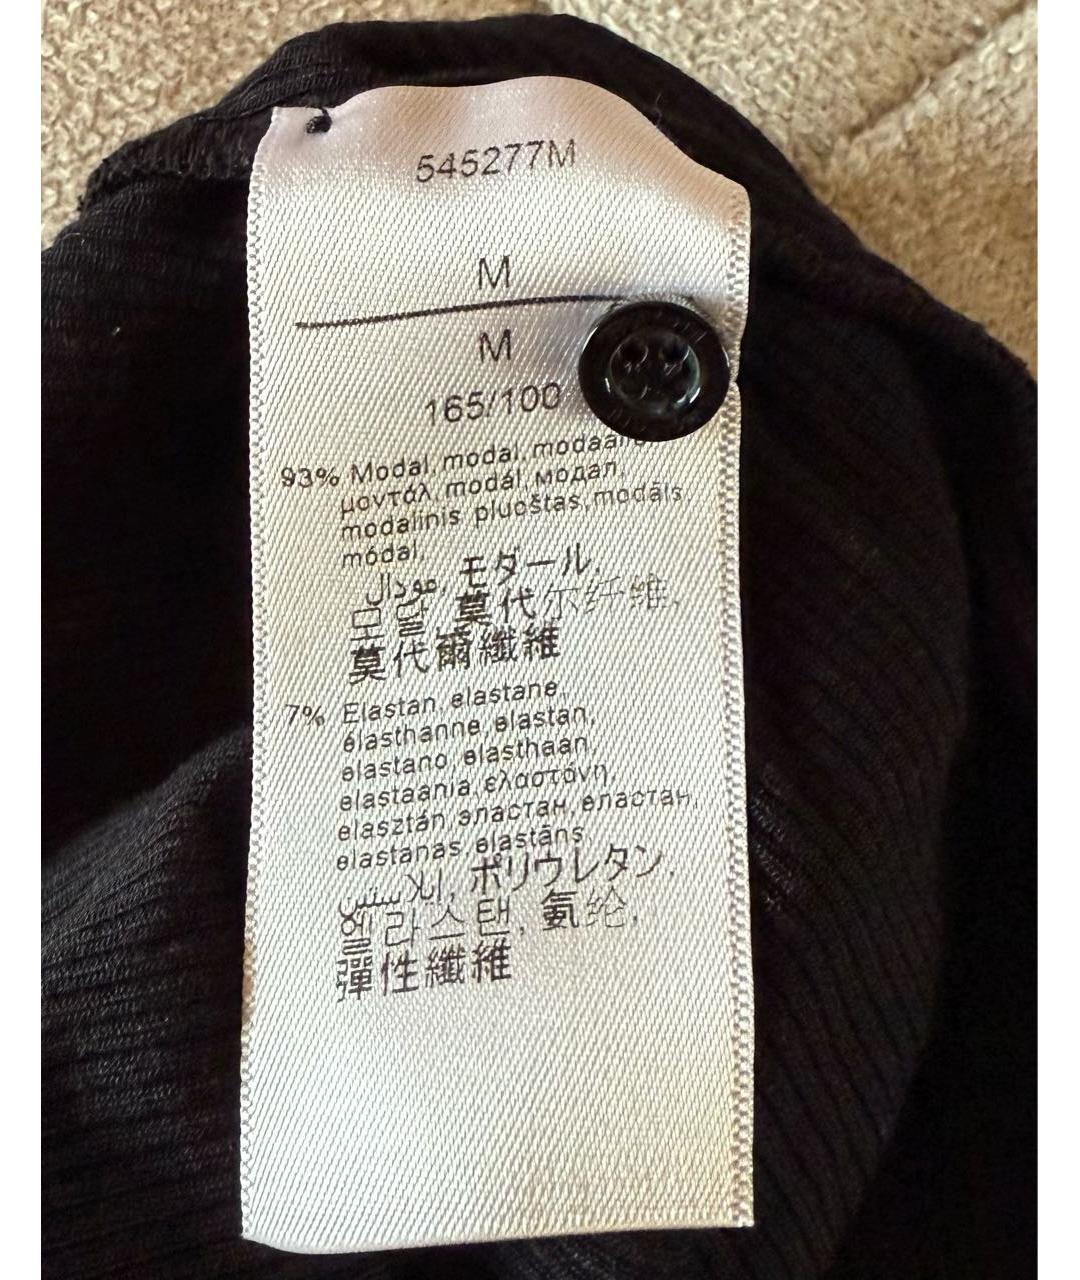 545277M
M
M
165/100
93% Modal, modal, modaali,
μοντάλ, modál, модал,
modalinis pluoštas, modāls,
módal,
مودال, モダール,
모달, 莫代尔纤维,
莫代爾纖維
7% Elastan, elastane,
élasthanne, elastan,
elastano, elasthaan,
elastaania, ελαστάνη,
elasztán, эластан, еластан,
elastanas, elastāns,
إيلاستين, ポリウレタン,
엘라스탄, 氨纶,
彈性纖維